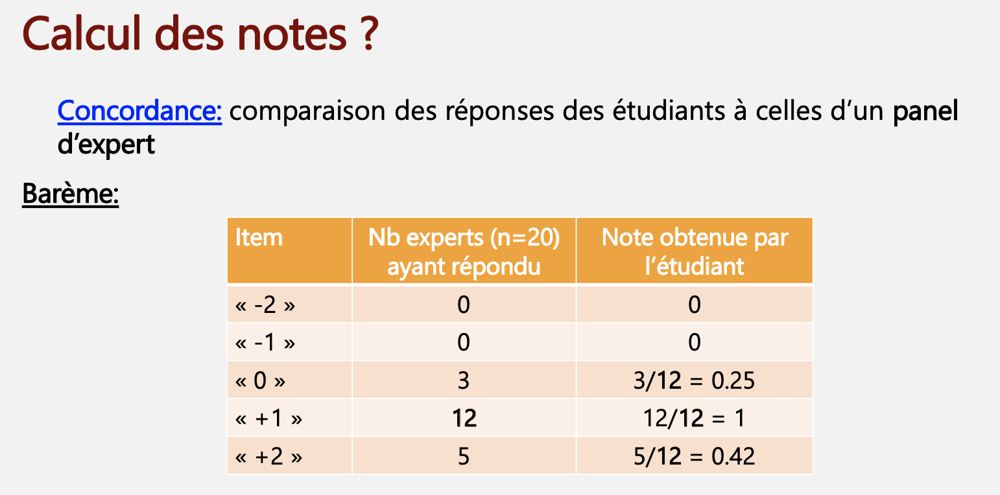 Calcul des notes ?
Concordance: comparaison des réponses des étudiants à celles d’un panel
d’expert
Barème:
Item Nb experts (n=20) ayant répondu Note obtenue par l’étudiant
« -2 » 0 0
« -1 » 0 0
« 0 » 3 3/12 = 0.25
« +1 » 12 12/12 = 1
« +2 » 5 5/12 = 0.42